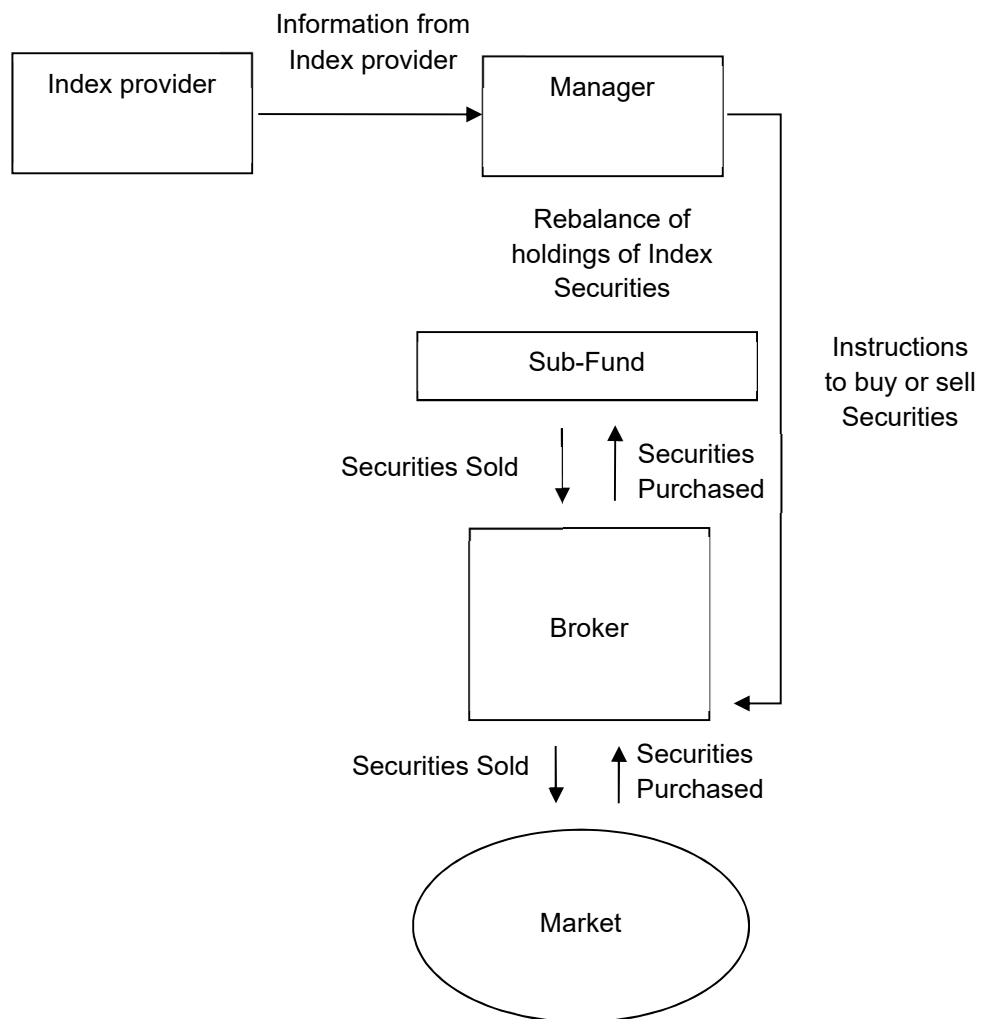 Information from
Index provider
Index provider
Manager
Rebalance of
holdings of Index
Securities
Sub-Fund
Instructions
to buy or sell
Securities
Securities Sold
Securities
Purchased
Broker
Securities Sold
Securities
Purchased
Market